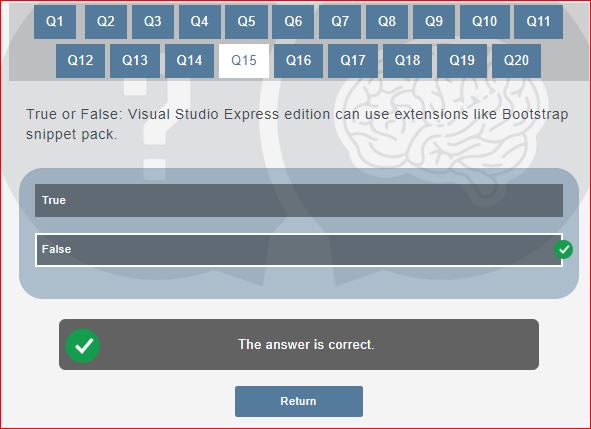 Q1 Q2 Q3 Q4 Q5 Q6 Q7 Q8 Q9 Q10 Q11
Q12 Q13 Q14 Q15 Q16 Q17 Q18 Q19 Q20
True or False: Visual Studio Express edition can use extensions like Bootstrap
snippet pack.
True
False
The answer is correct.
Return